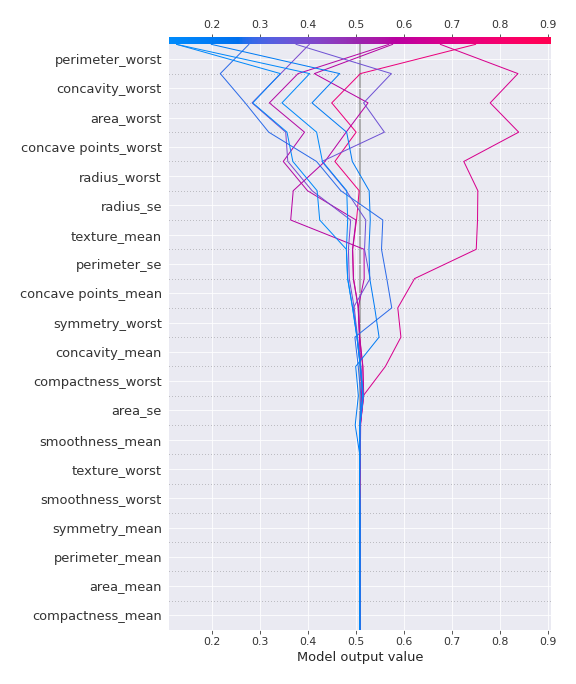 0.2 0.3 0.4 0.5 0.6 0.7 0.8 0.9
perimeter_worst
concavity_worst
area_worst
concave points_worst
radius_worst
radius_se
texture_mean
perimeter_se
concave points_mean
symmetry_worst
concavity_mean
compactness_worst
area_se
smoothness_mean
texture_worst
smoothness_worst
symmetry_mean
perimeter_mean
area_mean
compactness_mean
0.2 0.3 0.4 0.5 0.6 0.7 0.8 0.9
Model output value